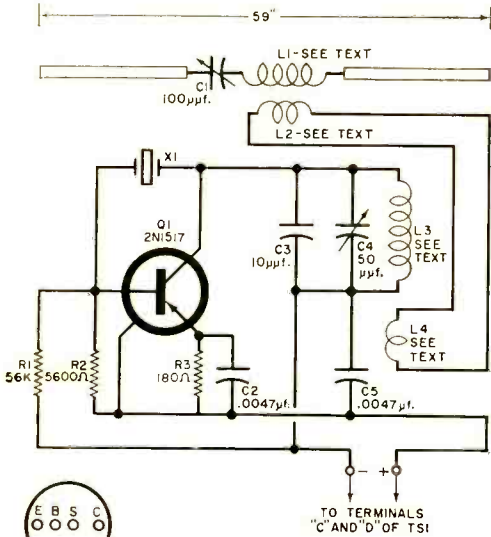 59"
L1-SEE TEXT
C1
100µµf.
L2-SEE TEXT
X1
Q1
2N1517
C3
10µµf.
C4
50
µµf.
L3
SEE
TEXT
L4
SEE
TEXT
R1
56K
R2
5600Ω
R3
180Ω
C2
.0047µf.
C5
.0047µf.
- +
E B S C
TO TERMINALS
"C" AND "D" OF TS1